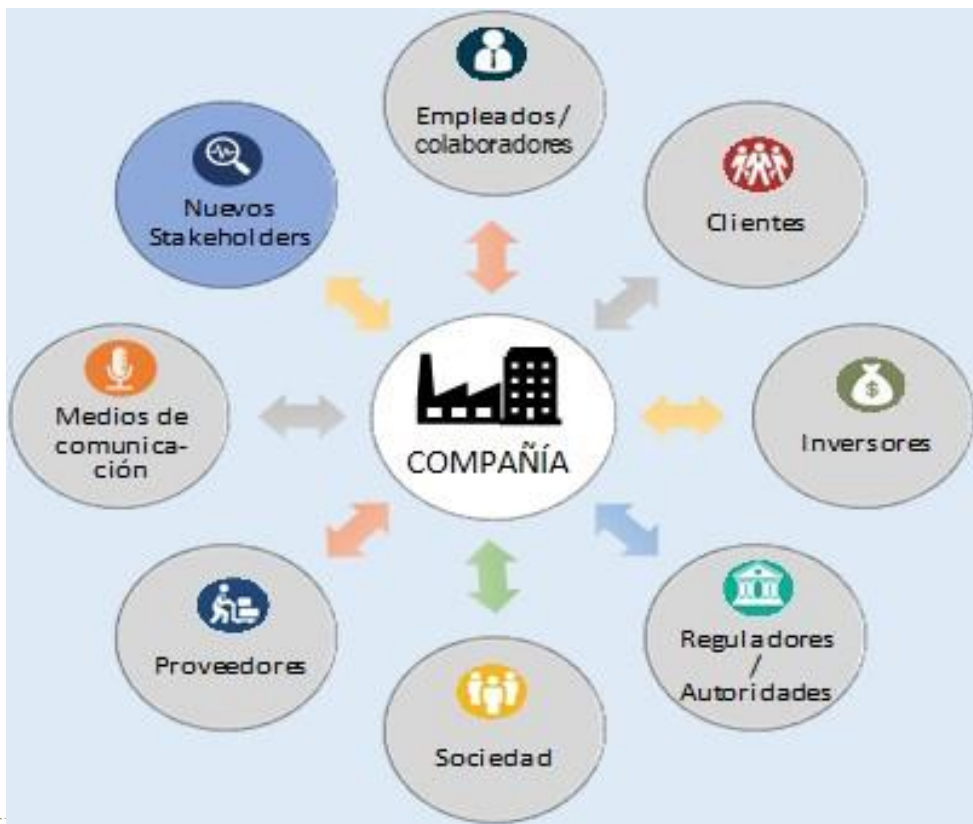 Empleados/
colaboradores
Clientes
Inversores
Reguladores
/
Autoridades
Sociedad
Proveedores
Medios de
comunica-
ción
Nuevos
Stakeholders
COMPAÑÍA
$